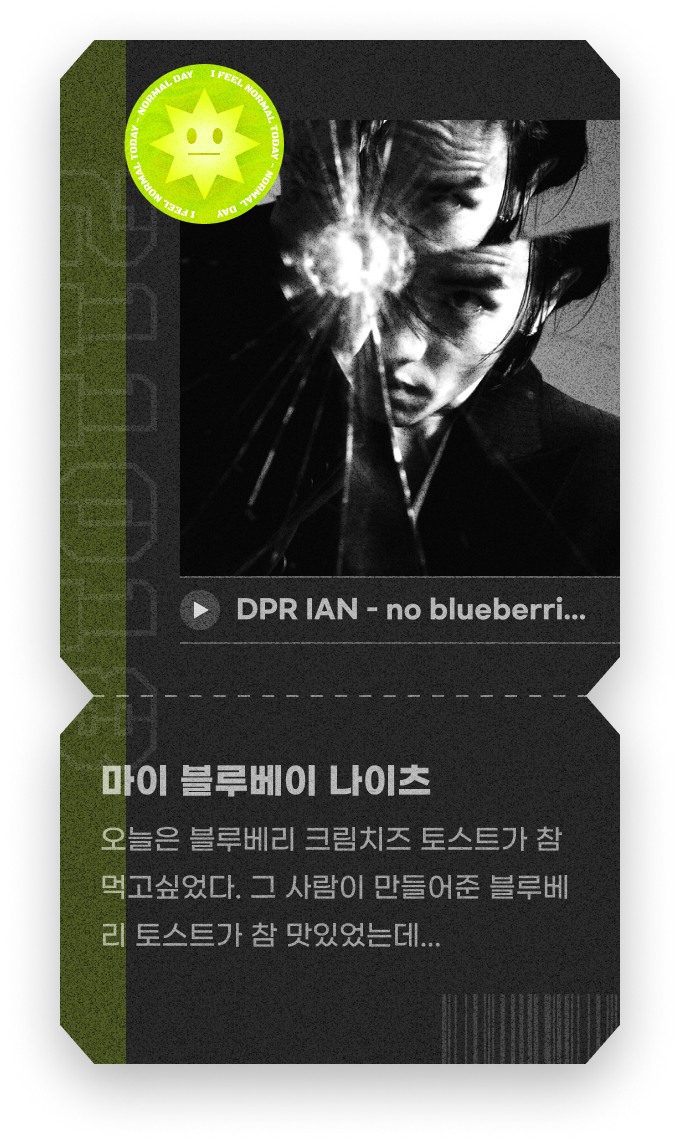 I FEEL NORMAL TODAY - NORMAL DAY
I FEEL NORMAL TODAY - NORMAL DAY
DPR IAN - no blueberri...
마이 블루베이 나이츠
오늘은 블루베리 크림치즈 토스트가 참
먹고싶었다. 그 사람이 만들어준 블루베
리 토스트가 참 맛있었는데...